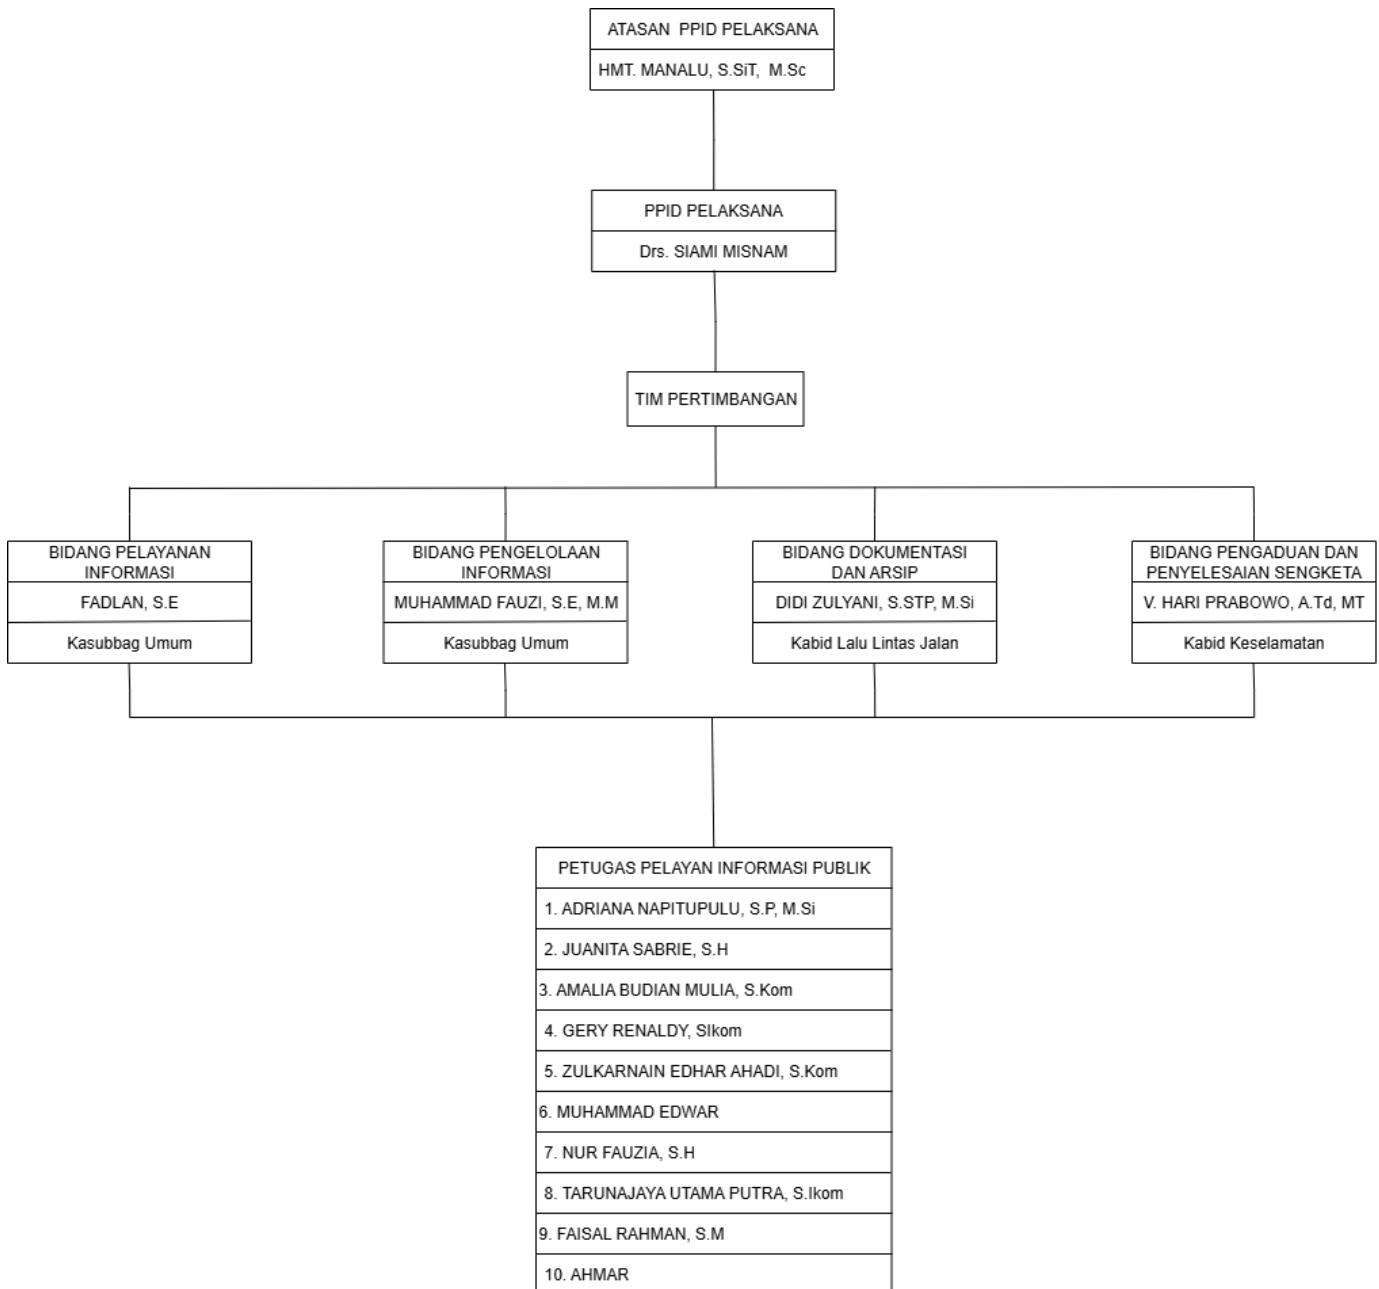 ATASAN  PPID PELAKSANA
HMT. MANALU, S.SiT,  M.Sc
PPID PELAKSANA
Drs. SIAMI MISNAM
TIM PERTIMBANGAN
BIDANG PELAYANAN
INFORMASI
FADLAN, S.E
Kasubbag Umum
BIDANG PENGELOLAAN
INFORMASI
MUHAMMAD FAUZI, S.E, M.M
Kasubbag Umum
BIDANG DOKUMENTASI
DAN ARSIP
DIDI ZULYANI, S.STP, M.Si
Kabid Lalu Lintas Jalan
BIDANG PENGADUAN DAN
PENYELESAIAN SENGKETA
V. HARI PRABOWO, A.Td, MT
Kabid Keselamatan
PETUGAS PELAYAN INFORMASI PUBLIK
1. ADRIANA NAPITUPULU, S.P, M.Si
2. JUANITA SABRIE, S.H
3. AMALIA BUDIAN MULIA, S.Kom
4. GERY RENALDY, SIkom
5. ZULKARNAIN EDHAR AHADI, S.Kom
6. MUHAMMAD EDWAR
7. NUR FAUZIA, S.H
8. TARUNAJAYA UTAMA PUTRA, S.Ikom
9. FAISAL RAHMAN, S.M
10. AHMAR